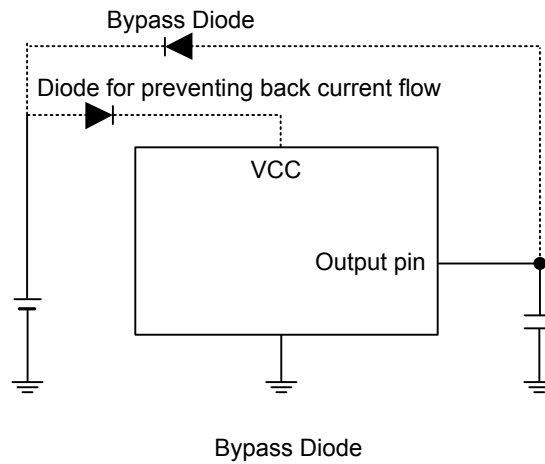 Bypass Diode
Diode for preventing back current flow
VCC
Output pin
Bypass Diode